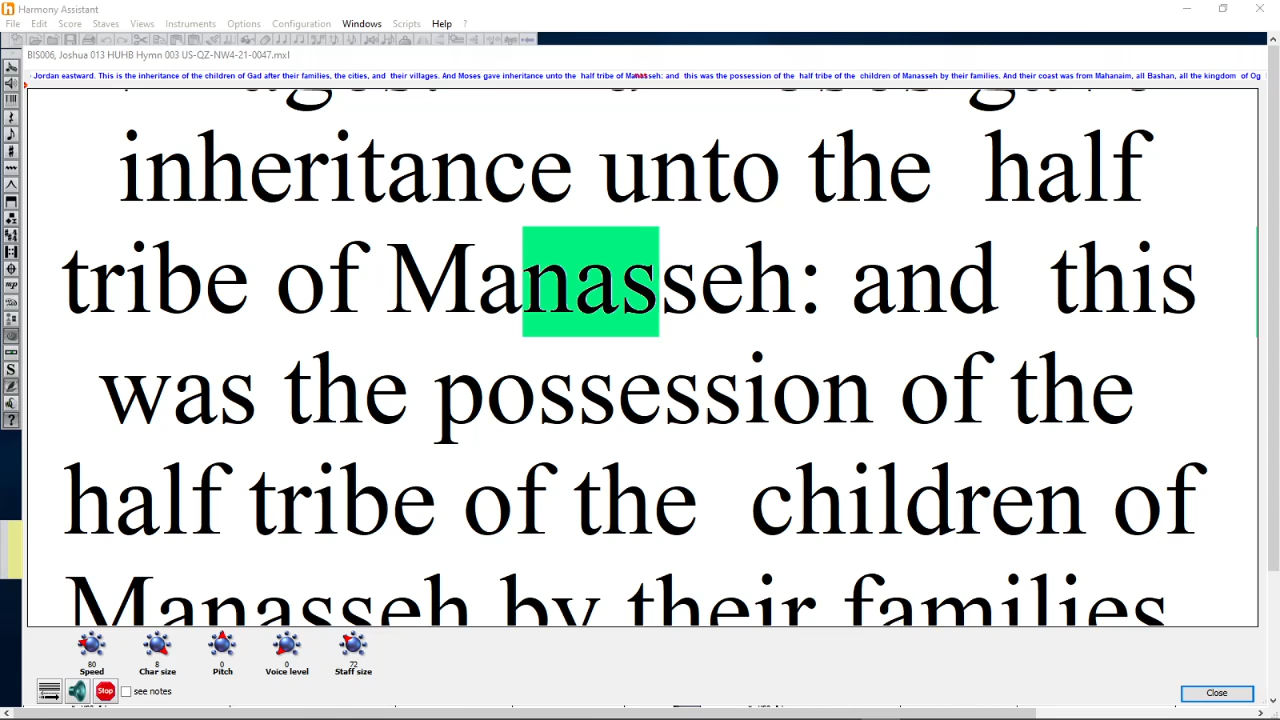 Harmony Assistant
File Edit Score Staves Views Instruments Options Configuration Windows Scripts Help ?
BIS006, Joshua 013 HUHB Hymn 003 US-QZ-NW4-21-0047.mxl
Jordan eastward. This is the inheritance of the children of Gad after their families, the cities, and their villages. And Moses gave inheritance unto the half tribe of Manasseh: and this was the possession of the half tribe of the children of Manasseh by their families. And their coast was from Mahanaim, all Bashan, all the kingdom of Og
inheritance unto the half
tribe of Manasseh: and this
was the possession of the
half tribe of the children of
Manasseh by their families.
80 8 0 0 72
Speed Char size Pitch Voice level Staff size
Stop see notes Close